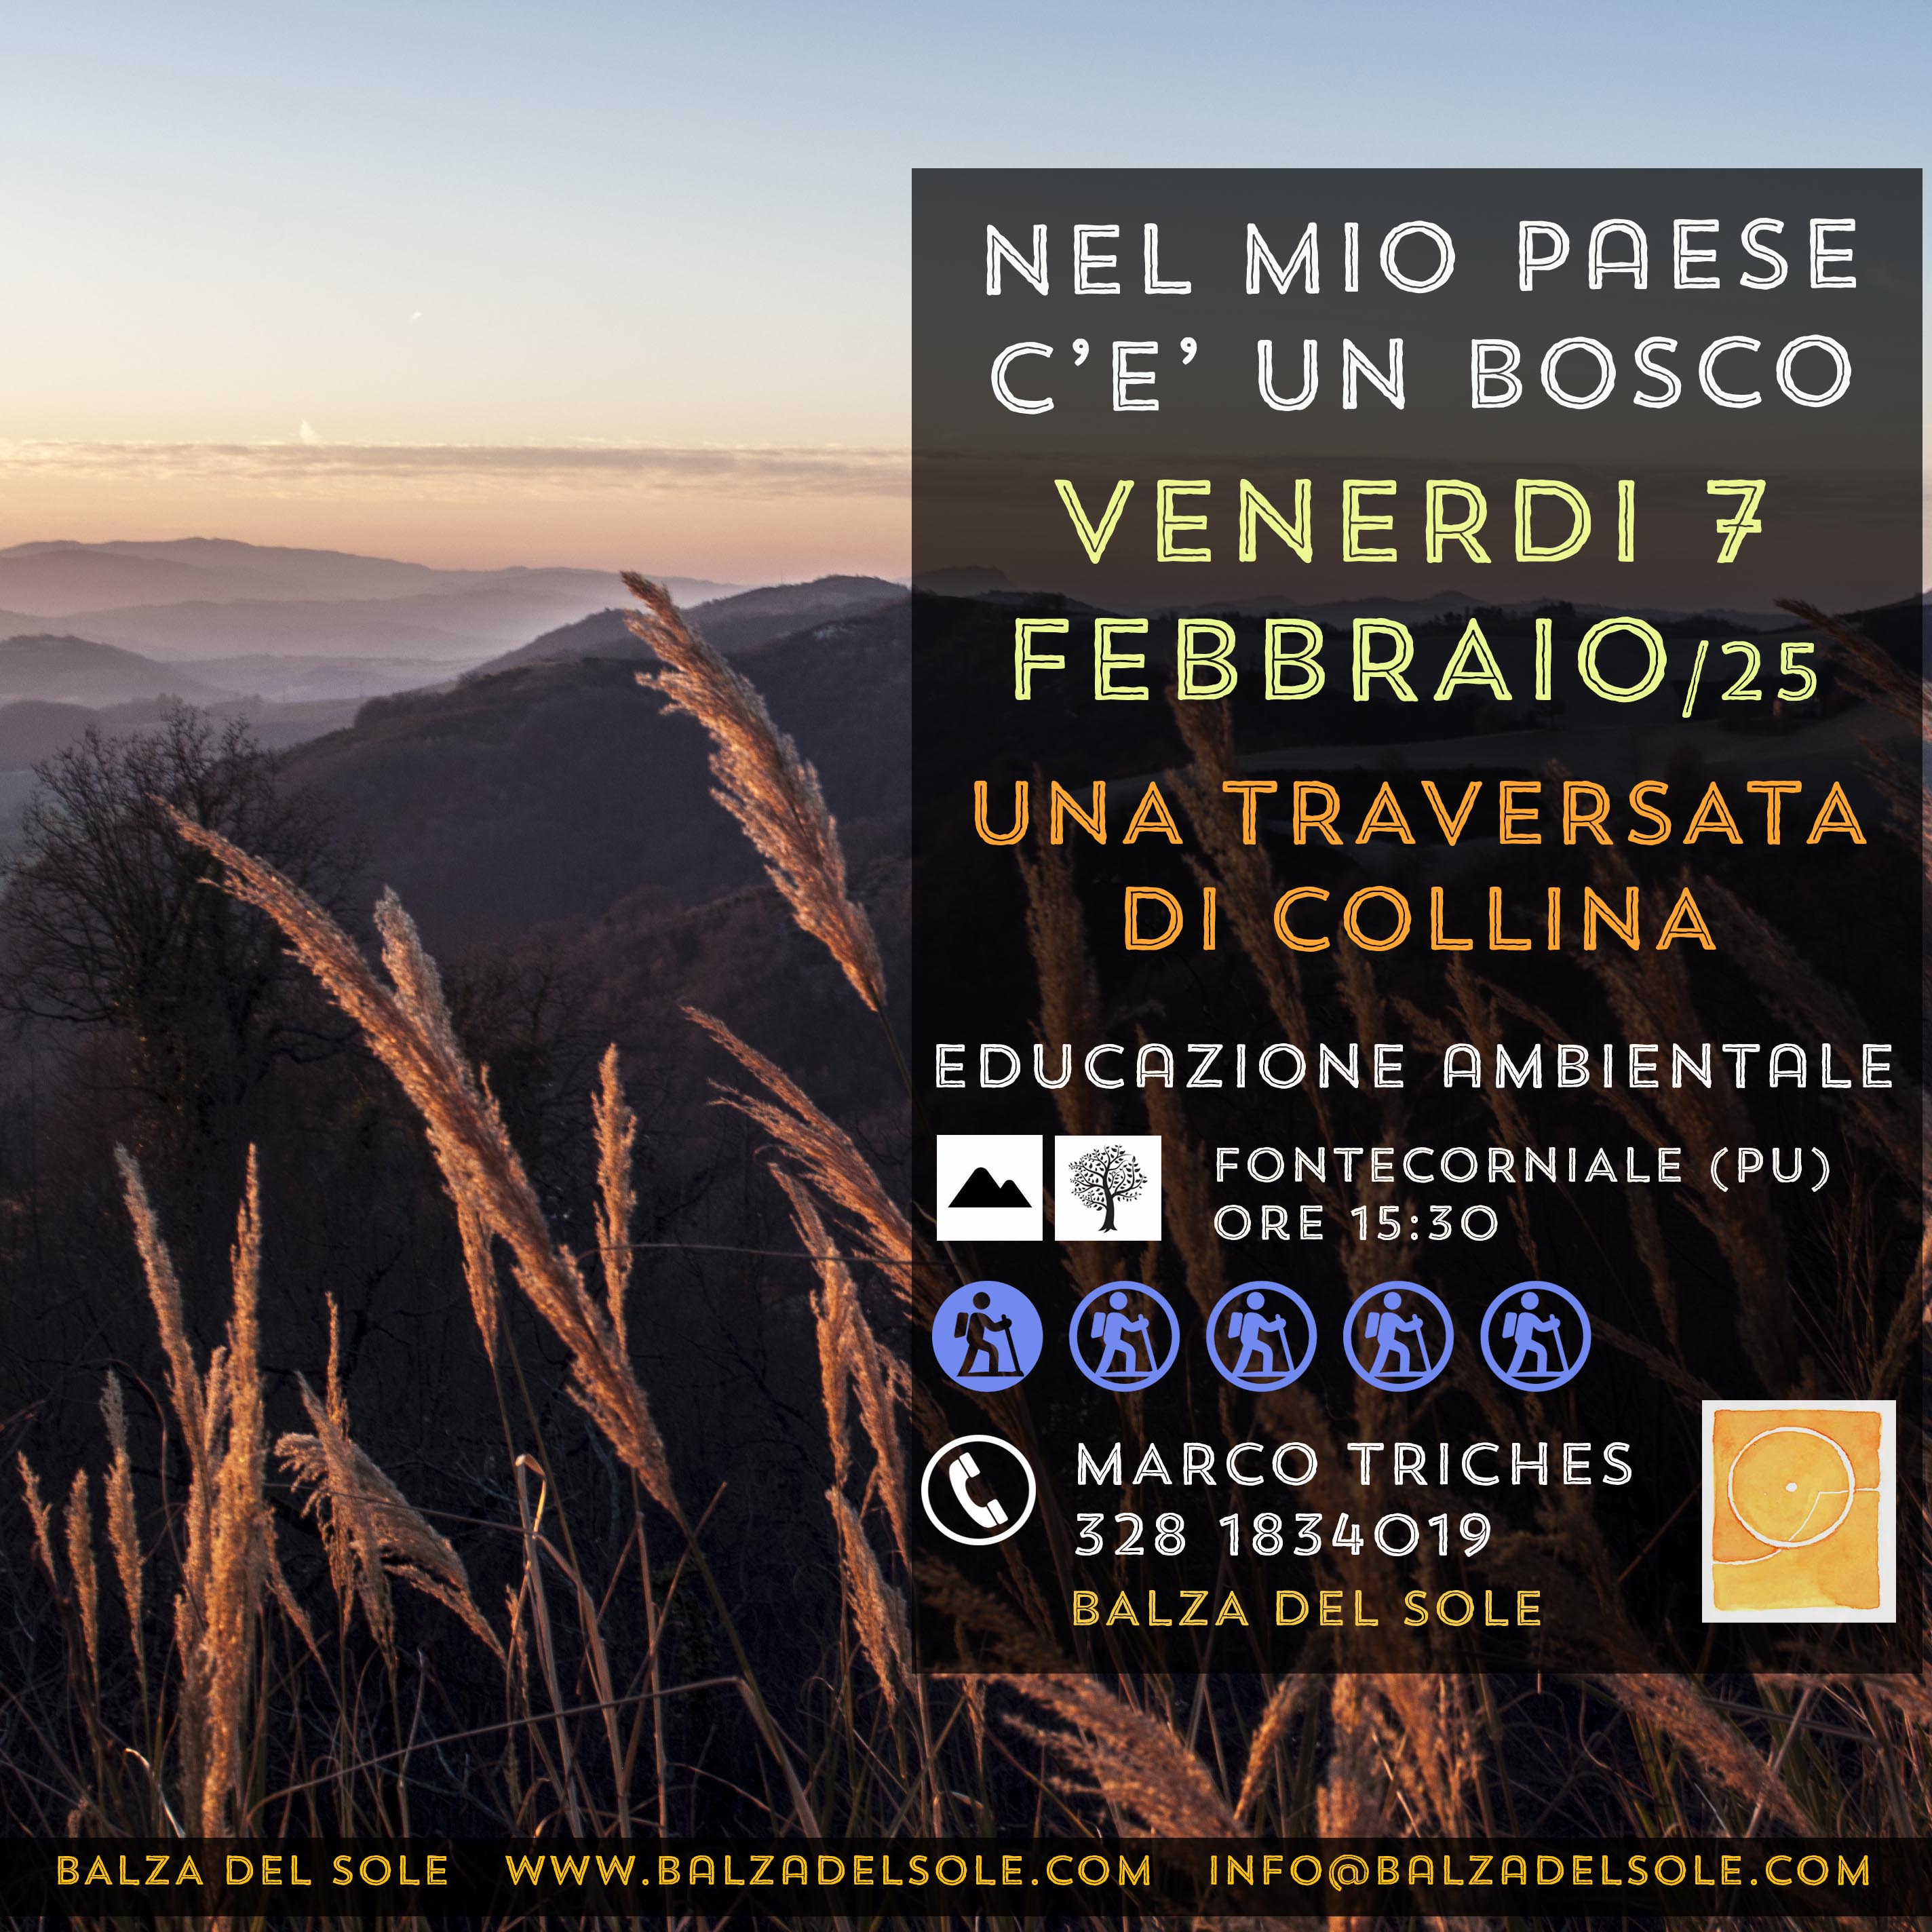 NEL MIO PAESE
C'E' UN BOSCO
VENERDI 7
FEBBRAIO/25
UNA TRAVERSATA
DI COLLINA
EDUCAZIONE AMBIENTALE
FONTECORNIALE (PU)
ORE 15:30
MARCO TRICHES
328 1834019
BALZA DEL SOLE
BALZA DEL SOLE WWW.BALZADELSOLE.COM INFO@BALZADELSOLE.COM